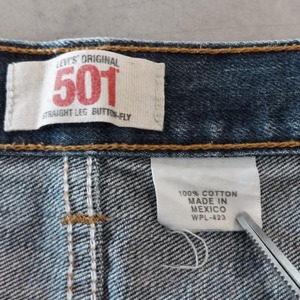 LEVI'S® ORIGINAL
501
STRAIGHT LEG BUTTON-FLY
100% COTTON
MADE IN
MEXICO
WPL-423